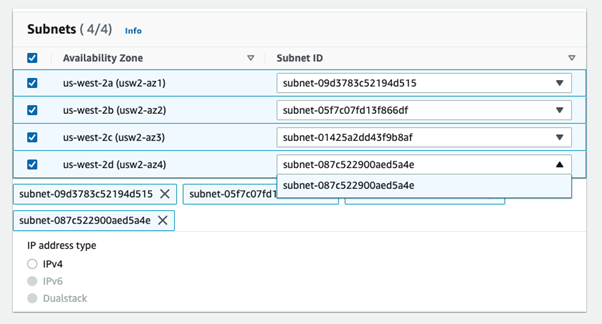 Subnets ( 4/4) Info
Availability Zone Subnet ID
us-west-2a (usw2-az1) subnet-09d3783c52194d515
us-west-2b (usw2-az2) subnet-05f7c07fd13f866df
us-west-2c (usw2-az3) subnet-01425a2dd43f9b8af
us-west-2d (usw2-az4) subnet-087c522900aed5a4e
subnet-087c522900aed5a4e
subnet-09d3783c52194d515 subnet-05f7c07fd1
subnet-087c522900aed5a4e
IP address type
IPv4
IPv6
Dualstack